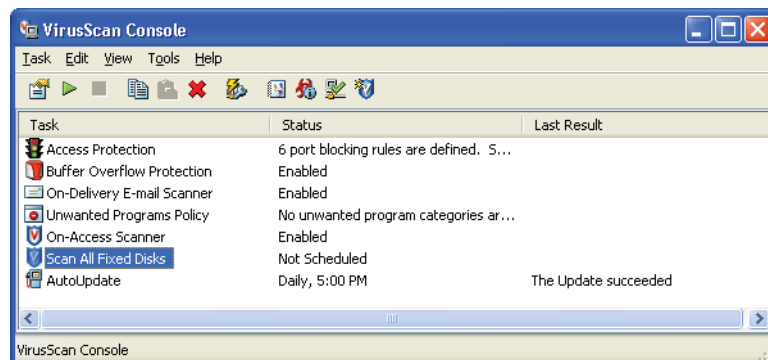 VirusScan Console
Task Edit View Tools Help
Task Status Last Result
Access Protection 6 port blocking rules are defined. S...
Buffer Overflow Protection Enabled
On-Delivery E-mail Scanner Enabled
Unwanted Programs Policy No unwanted program categories ar...
On-Access Scanner Enabled
Scan All Fixed Disks Not Scheduled
AutoUpdate Daily, 5:00 PM The Update succeeded
VirusScan Console